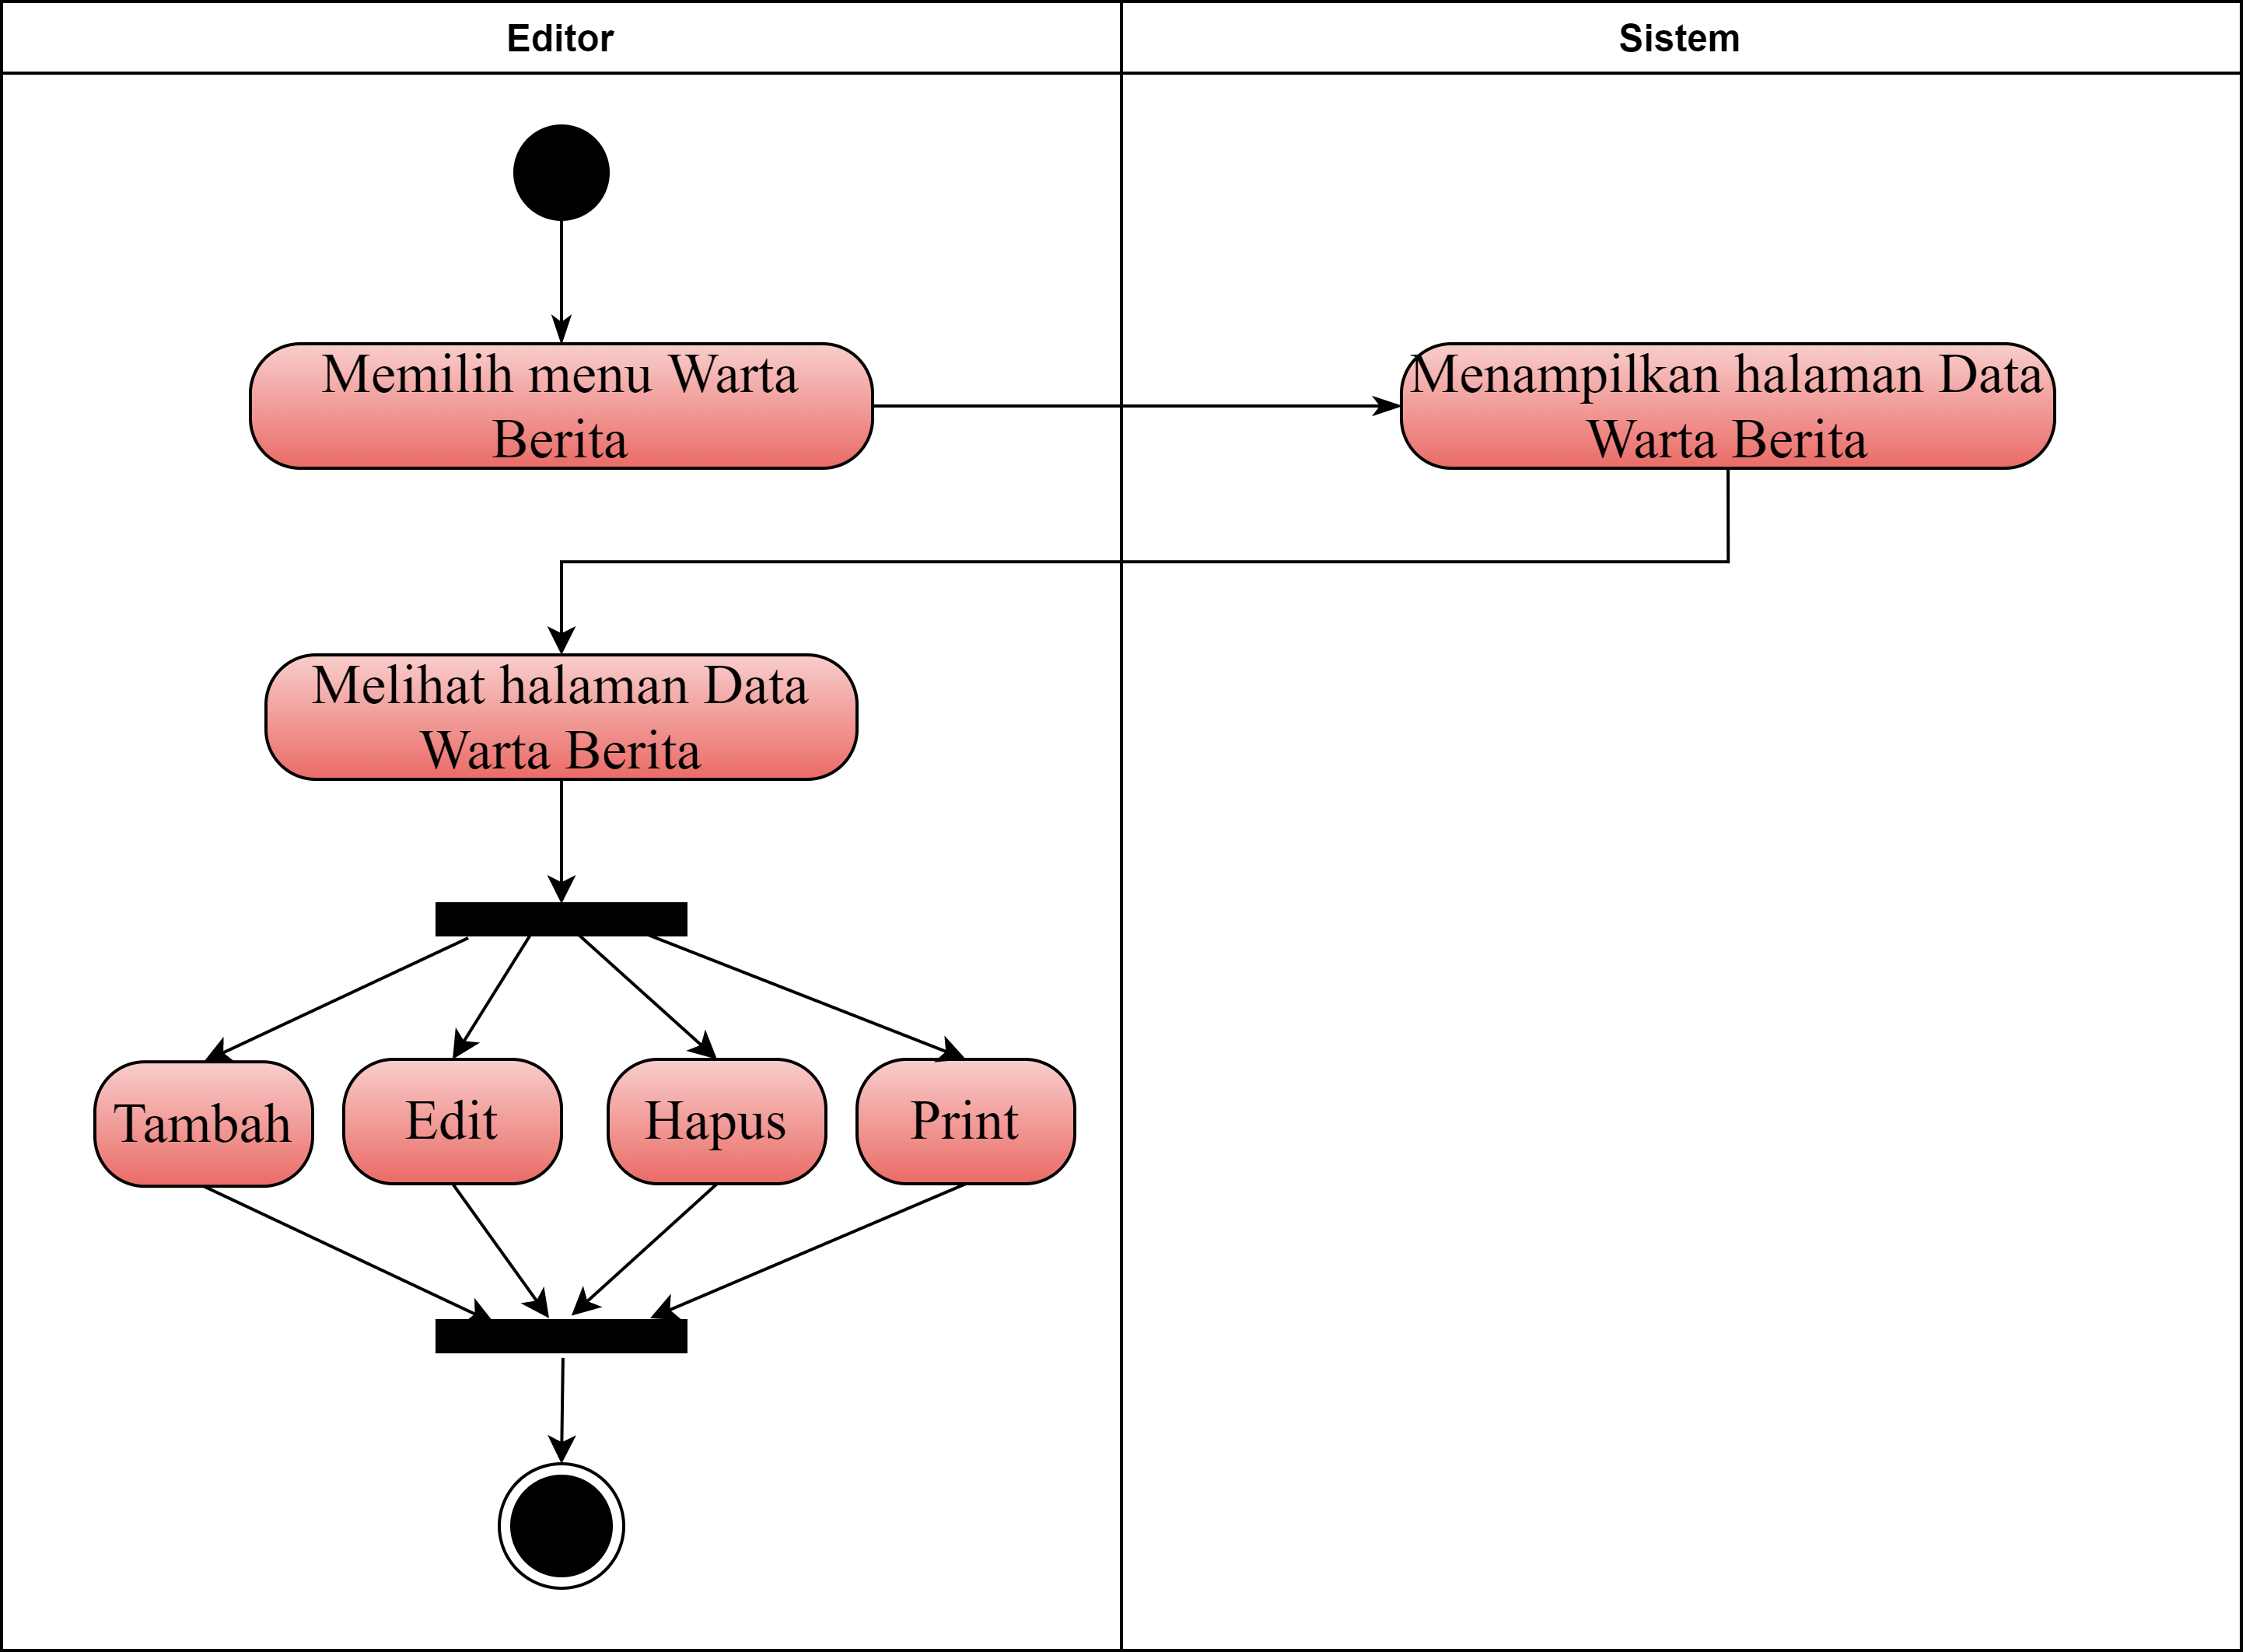 Editor
Sistem
Memilih menu Warta
Berita
Menampilkan halaman Data
Warta Berita
Melihat halaman Data
Warta Berita
Tambah
Edit
Hapus
Print